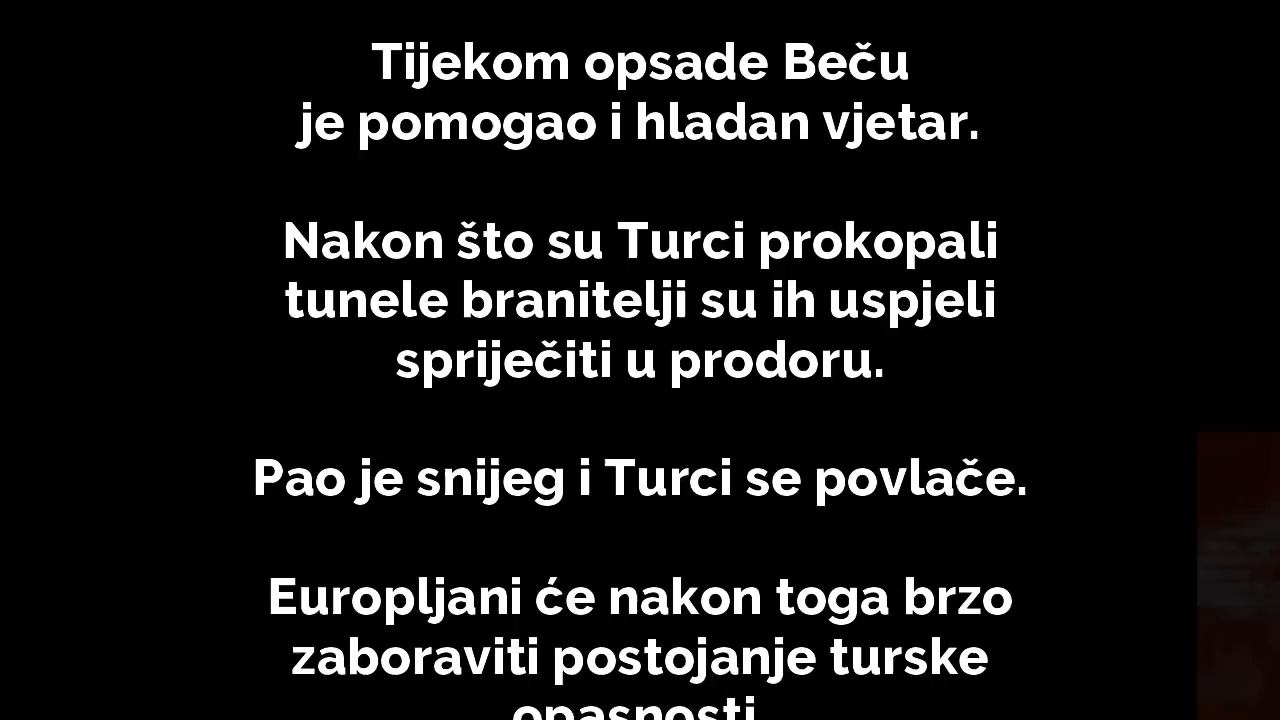 Tijekom opsade Beču
je pomogao i hladan vjetar.
Nakon što su Turci prokopali
tunele branitelji su ih uspjeli
spriječiti u prodoru.
Pao je snijeg i Turci se povlače.
Europljani će nakon toga brzo
zaboraviti postojanje turske
opasnosti.